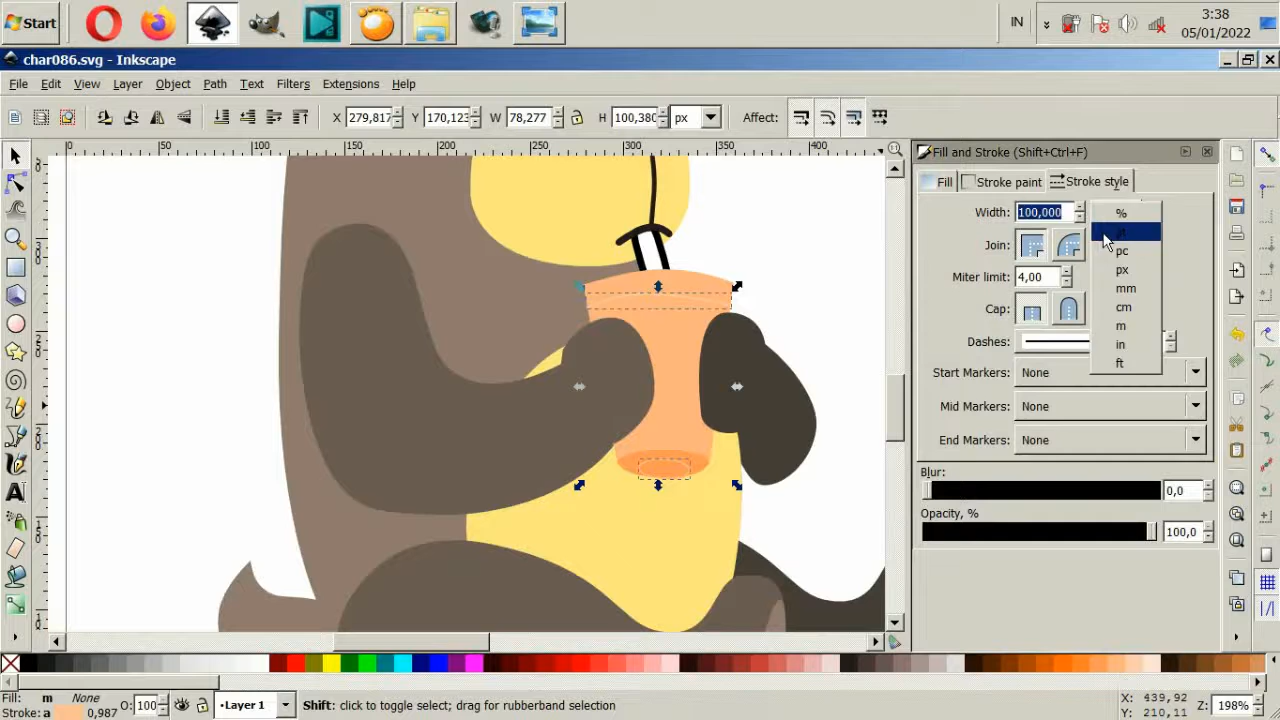 Start
IN
3:38
05/01/2022
char086.svg - Inkscape
File Edit View Layer Object Path Text Filters Extensions Help
X 279,817 Y 170,123 W 78,277 H 100,380 px Affect:
0 50 100 150 200 250 300 350 400
Fill and Stroke (Shift+Ctrl+F)
Fill Stroke paint Stroke style
Width: 100,000 %
pt
Join: pc
Miter limit: 4,00 px
mm
Cap: cm
m
Dashes: in
ft
Start Markers: None
Mid Markers: None
End Markers: None
Blur:
0,0
Opacity, %
100,0
Fill: m None
Stroke: a 0,987 O: 100
•Layer 1
Shift: click to toggle select; drag for rubberband selection
X: 439,92
Y: 210,11
Z: 198%